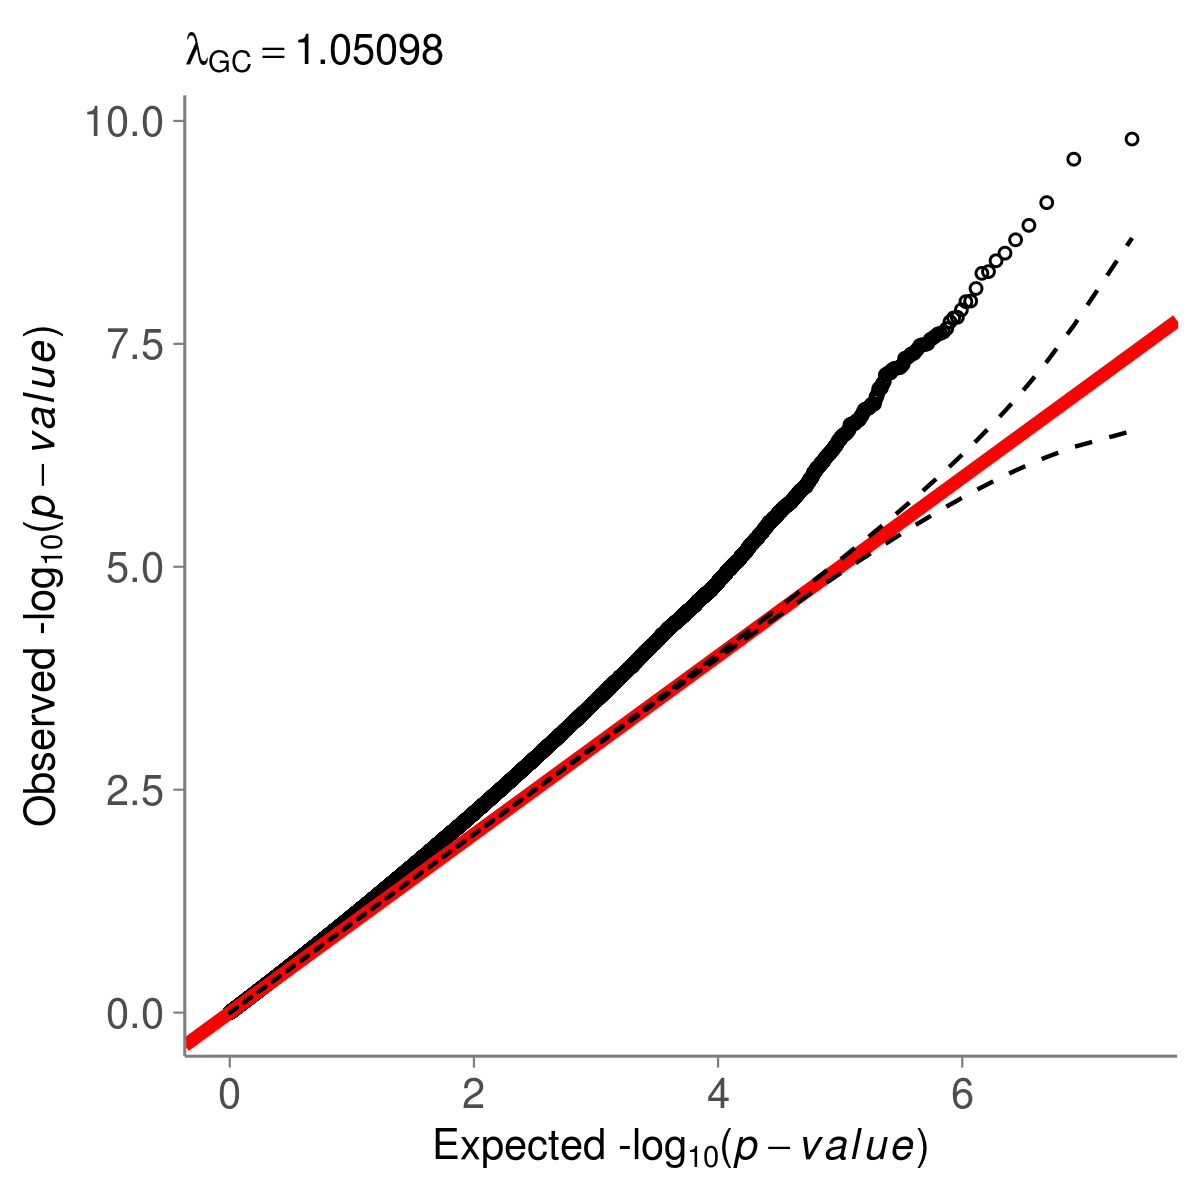 λGC = 1.05098
10.0
7.5
5.0
2.5
0.0
Observed -log10(p − value)
0 2 4 6
Expected -log10(p − value)